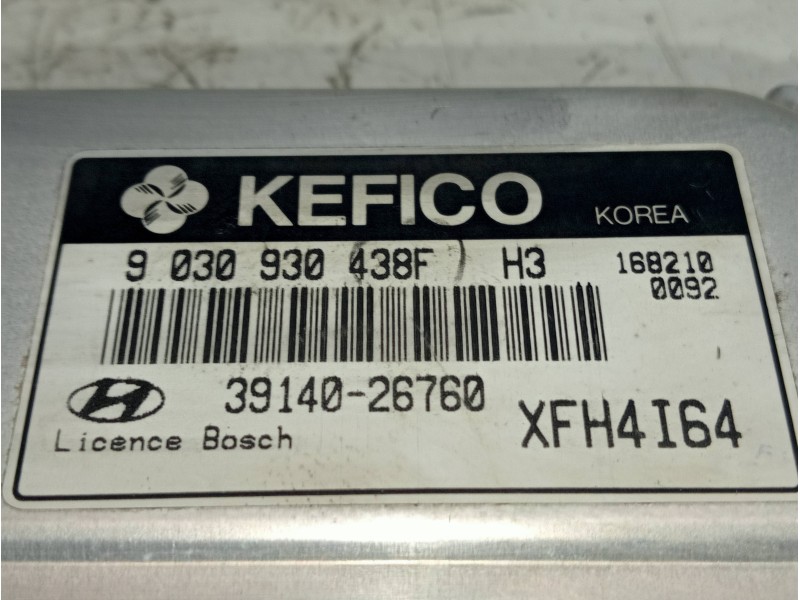 KEFICO
KOREA
9 030 930 438F H3
168210
0092
39140-26760
XFH4I64
Licence Bosch